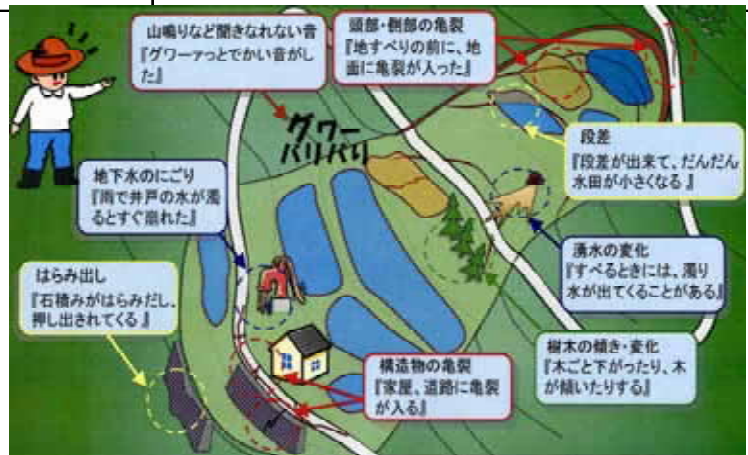 山鳴りなど聞きなれない音
『グワーァっとでかい音がし
た』
頭部・側部の亀裂
『地すべりの前に、地
面に亀裂が入った』
グワー
バリバリ
段差
『段差が出来て、だんだん
水田が小さくなる 』
地下水のにごり
『雨で井戸の水が濁
るとすぐ崩れた』
湧水の変化
『すべるときには、濁り
水が出てくることがある』
はらみ出し
『石積みがはらみだし、
押し出されてくる 』
樹木の傾き・変化
『木ごと下がったり、木
が傾いたりする』
構造物の亀裂
『家屋、道路に亀裂
が入る』